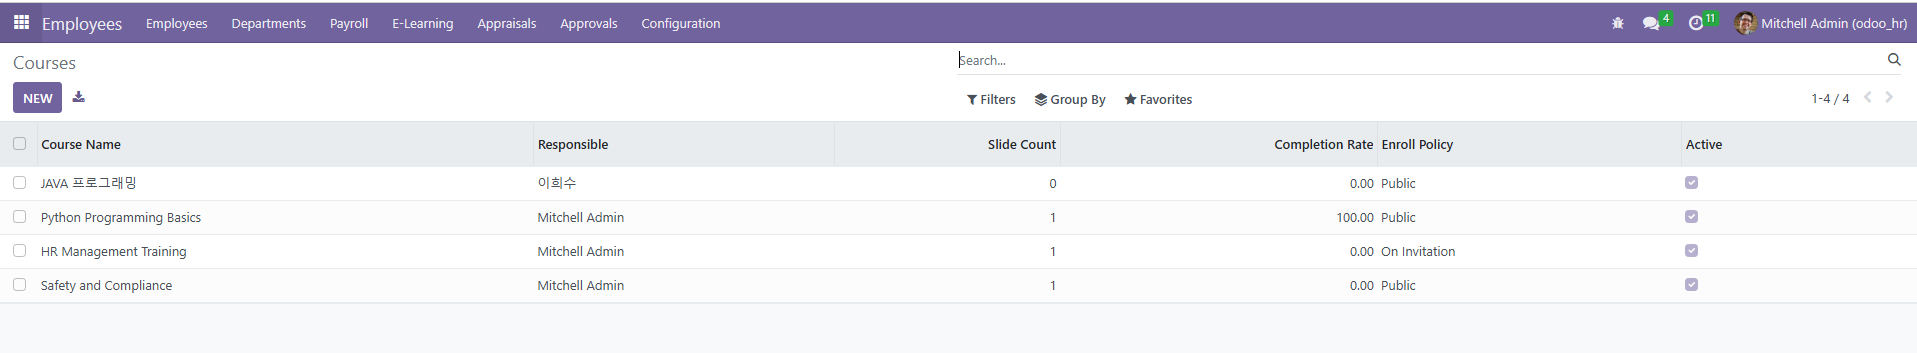 Employees Employees Departments Payroll E-Learning Appraisals Approvals Configuration 4 11 Mitchell Admin (odoo_hr)
Courses Search...
NEW Filters Group By Favorites 1-4 / 4
Course Name Responsible Slide Count Completion Rate Enroll Policy Active
JAVA 프로그래밍 이희수 0 0.00 Public
Python Programming Basics Mitchell Admin 1 100.00 Public
HR Management Training Mitchell Admin 1 0.00 On Invitation
Safety and Compliance Mitchell Admin 1 0.00 Public